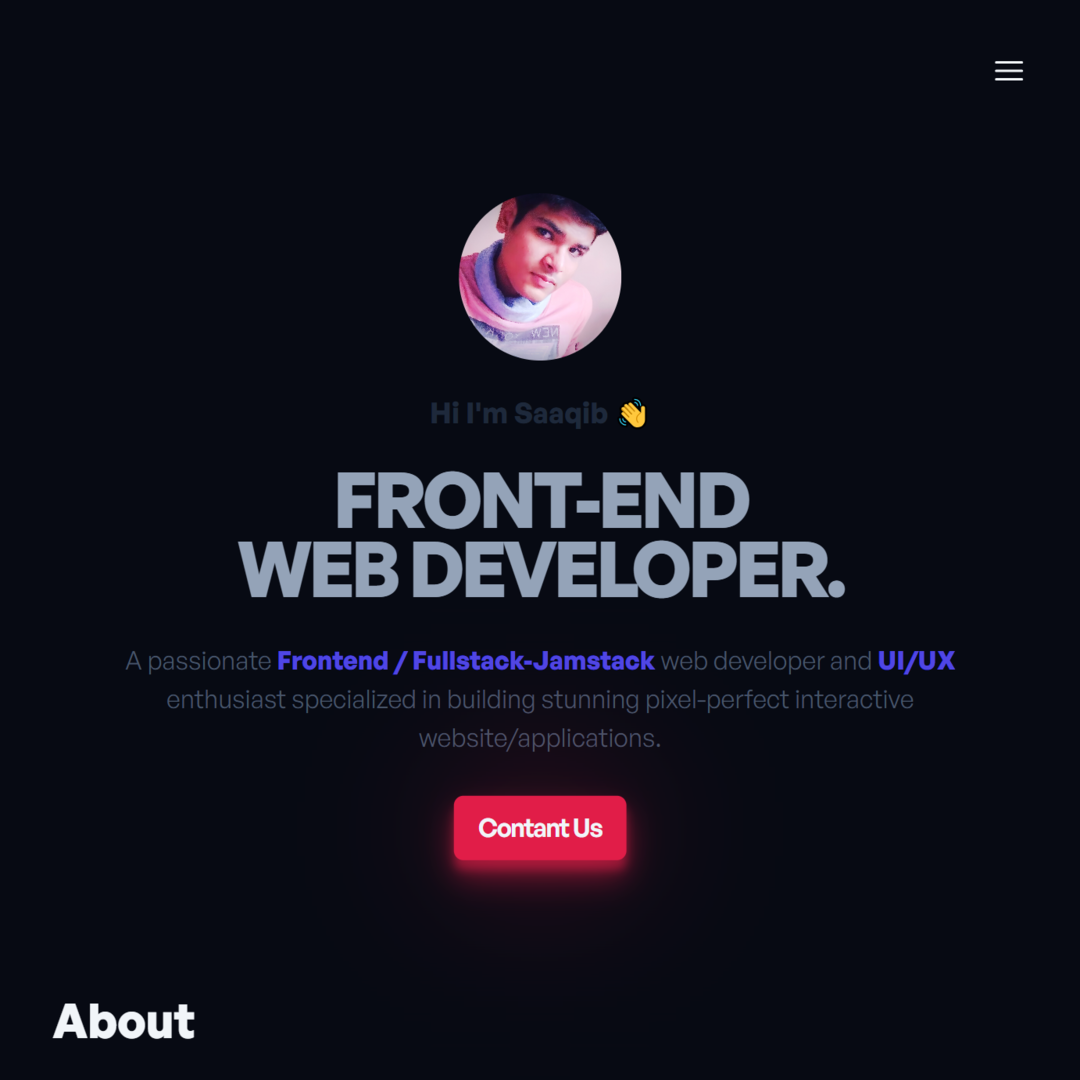 NEW
Hi I'm Saaqib 👋
FRONT-END
WEB DEVELOPER.
A passionate Frontend / Fullstack-Jamstack web developer and UI/UX
enthusiast specialized in building stunning pixel-perfect interactive
website/applications.
Contant Us
About